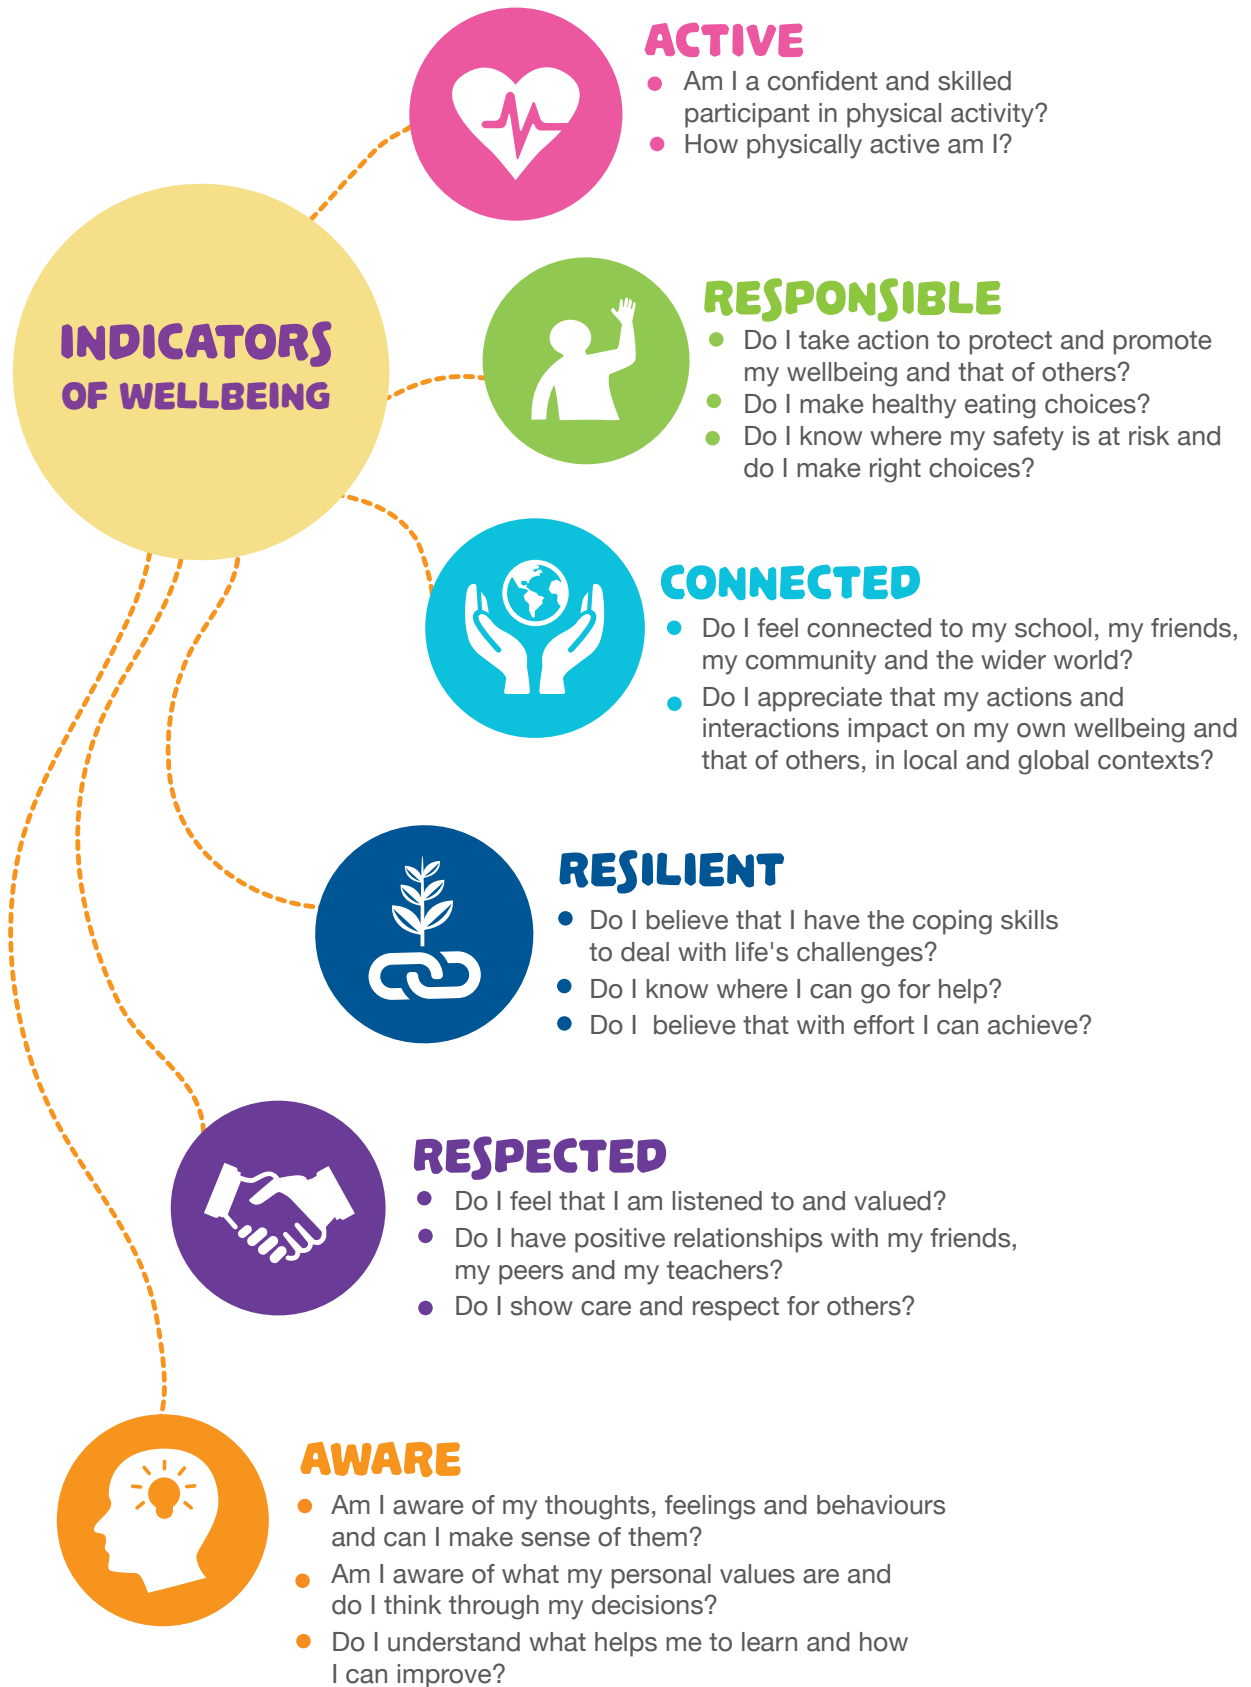 ACTIVE
Am I a confident and skilled
participant in physical activity?
How physically active am I?
INDICATORS
OF WELLBEING
RESPONSIBLE
Do I take action to protect and promote
my wellbeing and that of others?
Do I make healthy eating choices?
Do I know where my safety is at risk and
do I make right choices?
CONNECTED
Do I feel connected to my school, my friends,
my community and the wider world?
Do I appreciate that my actions and
interactions impact on my own wellbeing and
that of others, in local and global contexts?
RESILIENT
Do I believe that I have the coping skills
to deal with life's challenges?
Do I know where I can go for help?
Do I believe that with effort I can achieve?
RESPECTED
Do I feel that I am listened to and valued?
Do I have positive relationships with my friends,
my peers and my teachers?
Do I show care and respect for others?
AWARE
Am I aware of my thoughts, feelings and behaviours
and can I make sense of them?
Am I aware of what my personal values are and
do I think through my decisions?
Do I understand what helps me to learn and how
I can improve?